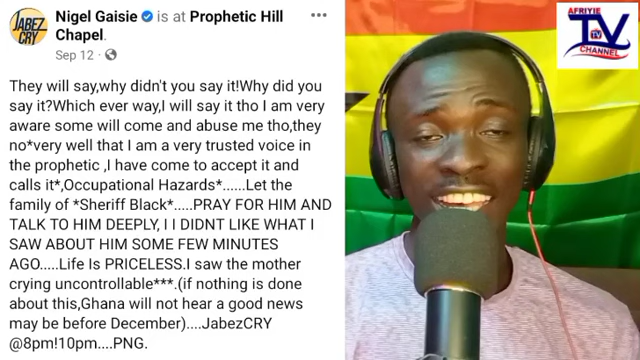 JABEZ
CRY
Nigel Gaisie is at Prophetic Hill
Chapel.
Sep 12 ·
They will say,why didn't you say it!Why did you
say it?Which ever way,I will say it tho I am very
aware some will come and abuse me tho,they
no*very well that I am a very trusted voice in
the prophetic ,I have come to accept it and
calls it*,Occupational Hazards*......Let the
family of *Sheriff Black*.....PRAY FOR HIM AND
TALK TO HIM DEEPLY, I I DIDNT LIKE WHAT I
SAW ABOUT HIM SOME FEW MINUTES
AGO.....Life Is PRICELESS.I saw the mother
crying uncontrollable***.(if nothing is done
about this,Ghana will not hear a good news
may be before December)....JabezCRY
@8pm!10pm....PNG.
AFRIYIE
TV
TV
CHANNEL